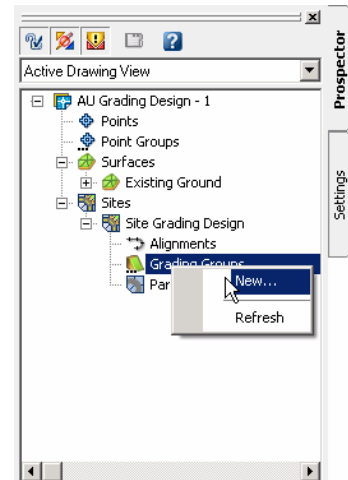 Active Drawing View
AU Grading Design - 1
Points
Point Groups
Surfaces
Existing Ground
Sites
Site Grading Design
Alignments
Grading Groups
Par
New...
Refresh
Prospector
Settings